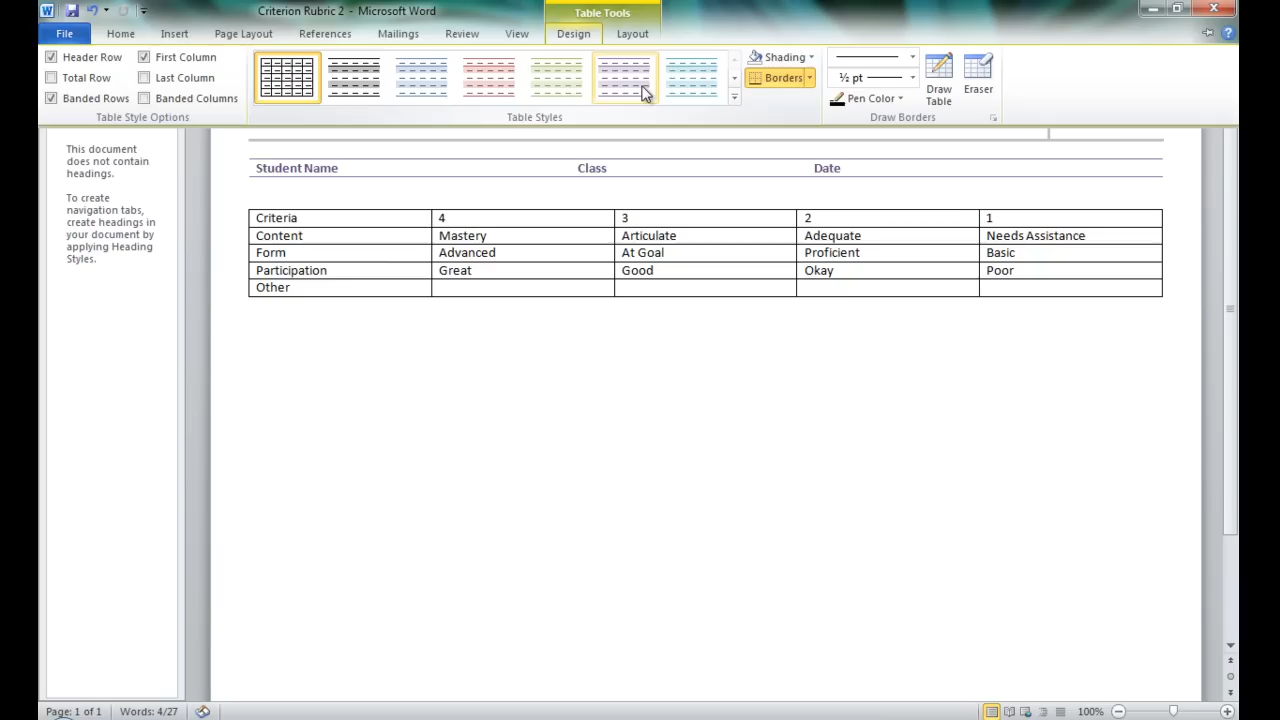 Criterion Rubric 2 - Microsoft Word
Table Tools
File Home Insert Page Layout References Mailings Review View Design Layout
Header Row First Column
Total Row Last Column
Banded Rows Banded Columns
Table Style Options
Table Styles
Shading
Borders
½ pt
Pen Color
Draw Table
Eraser
Draw Borders
This document
does not contain
headings.
To create
navigation tabs,
create headings in
your document by
applying Heading
Styles.
Student Name Class Date
Criteria 4 3 2 1
Content Mastery Articulate Adequate Needs Assistance
Form Advanced At Goal Proficient Basic
Participation Great Good Okay Poor
Other
Page: 1 of 1 Words: 4/27 100%